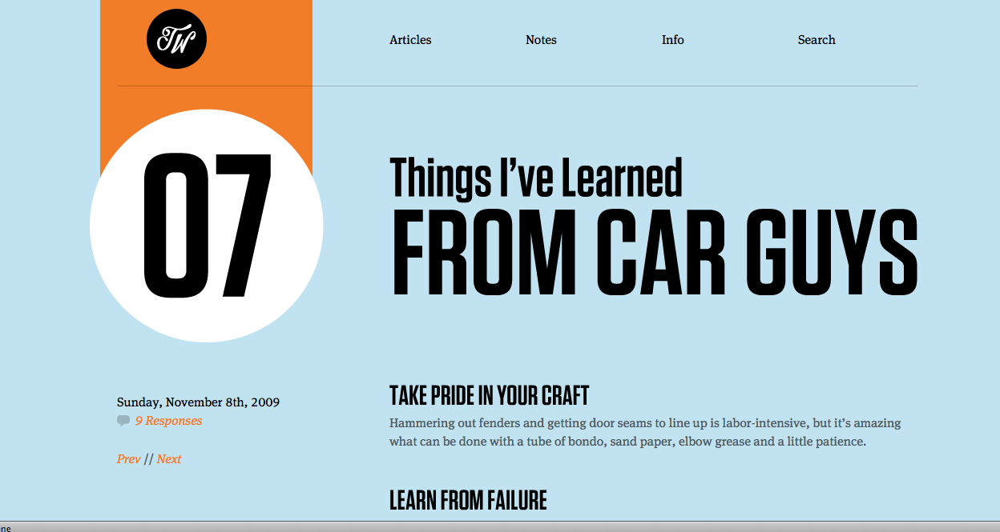 TW
Articles
Notes
Info
Search
07
Things I've Learned
FROM CAR GUYS
Sunday, November 8th, 2009
9 Responses
Prev // Next
TAKE PRIDE IN YOUR CRAFT
Hammering out fenders and getting door seams to line up is labor-intensive, but it's amazing
what can be done with a tube of bondo, sand paper, elbow grease and a little patience.
LEARN FROM FAILURE